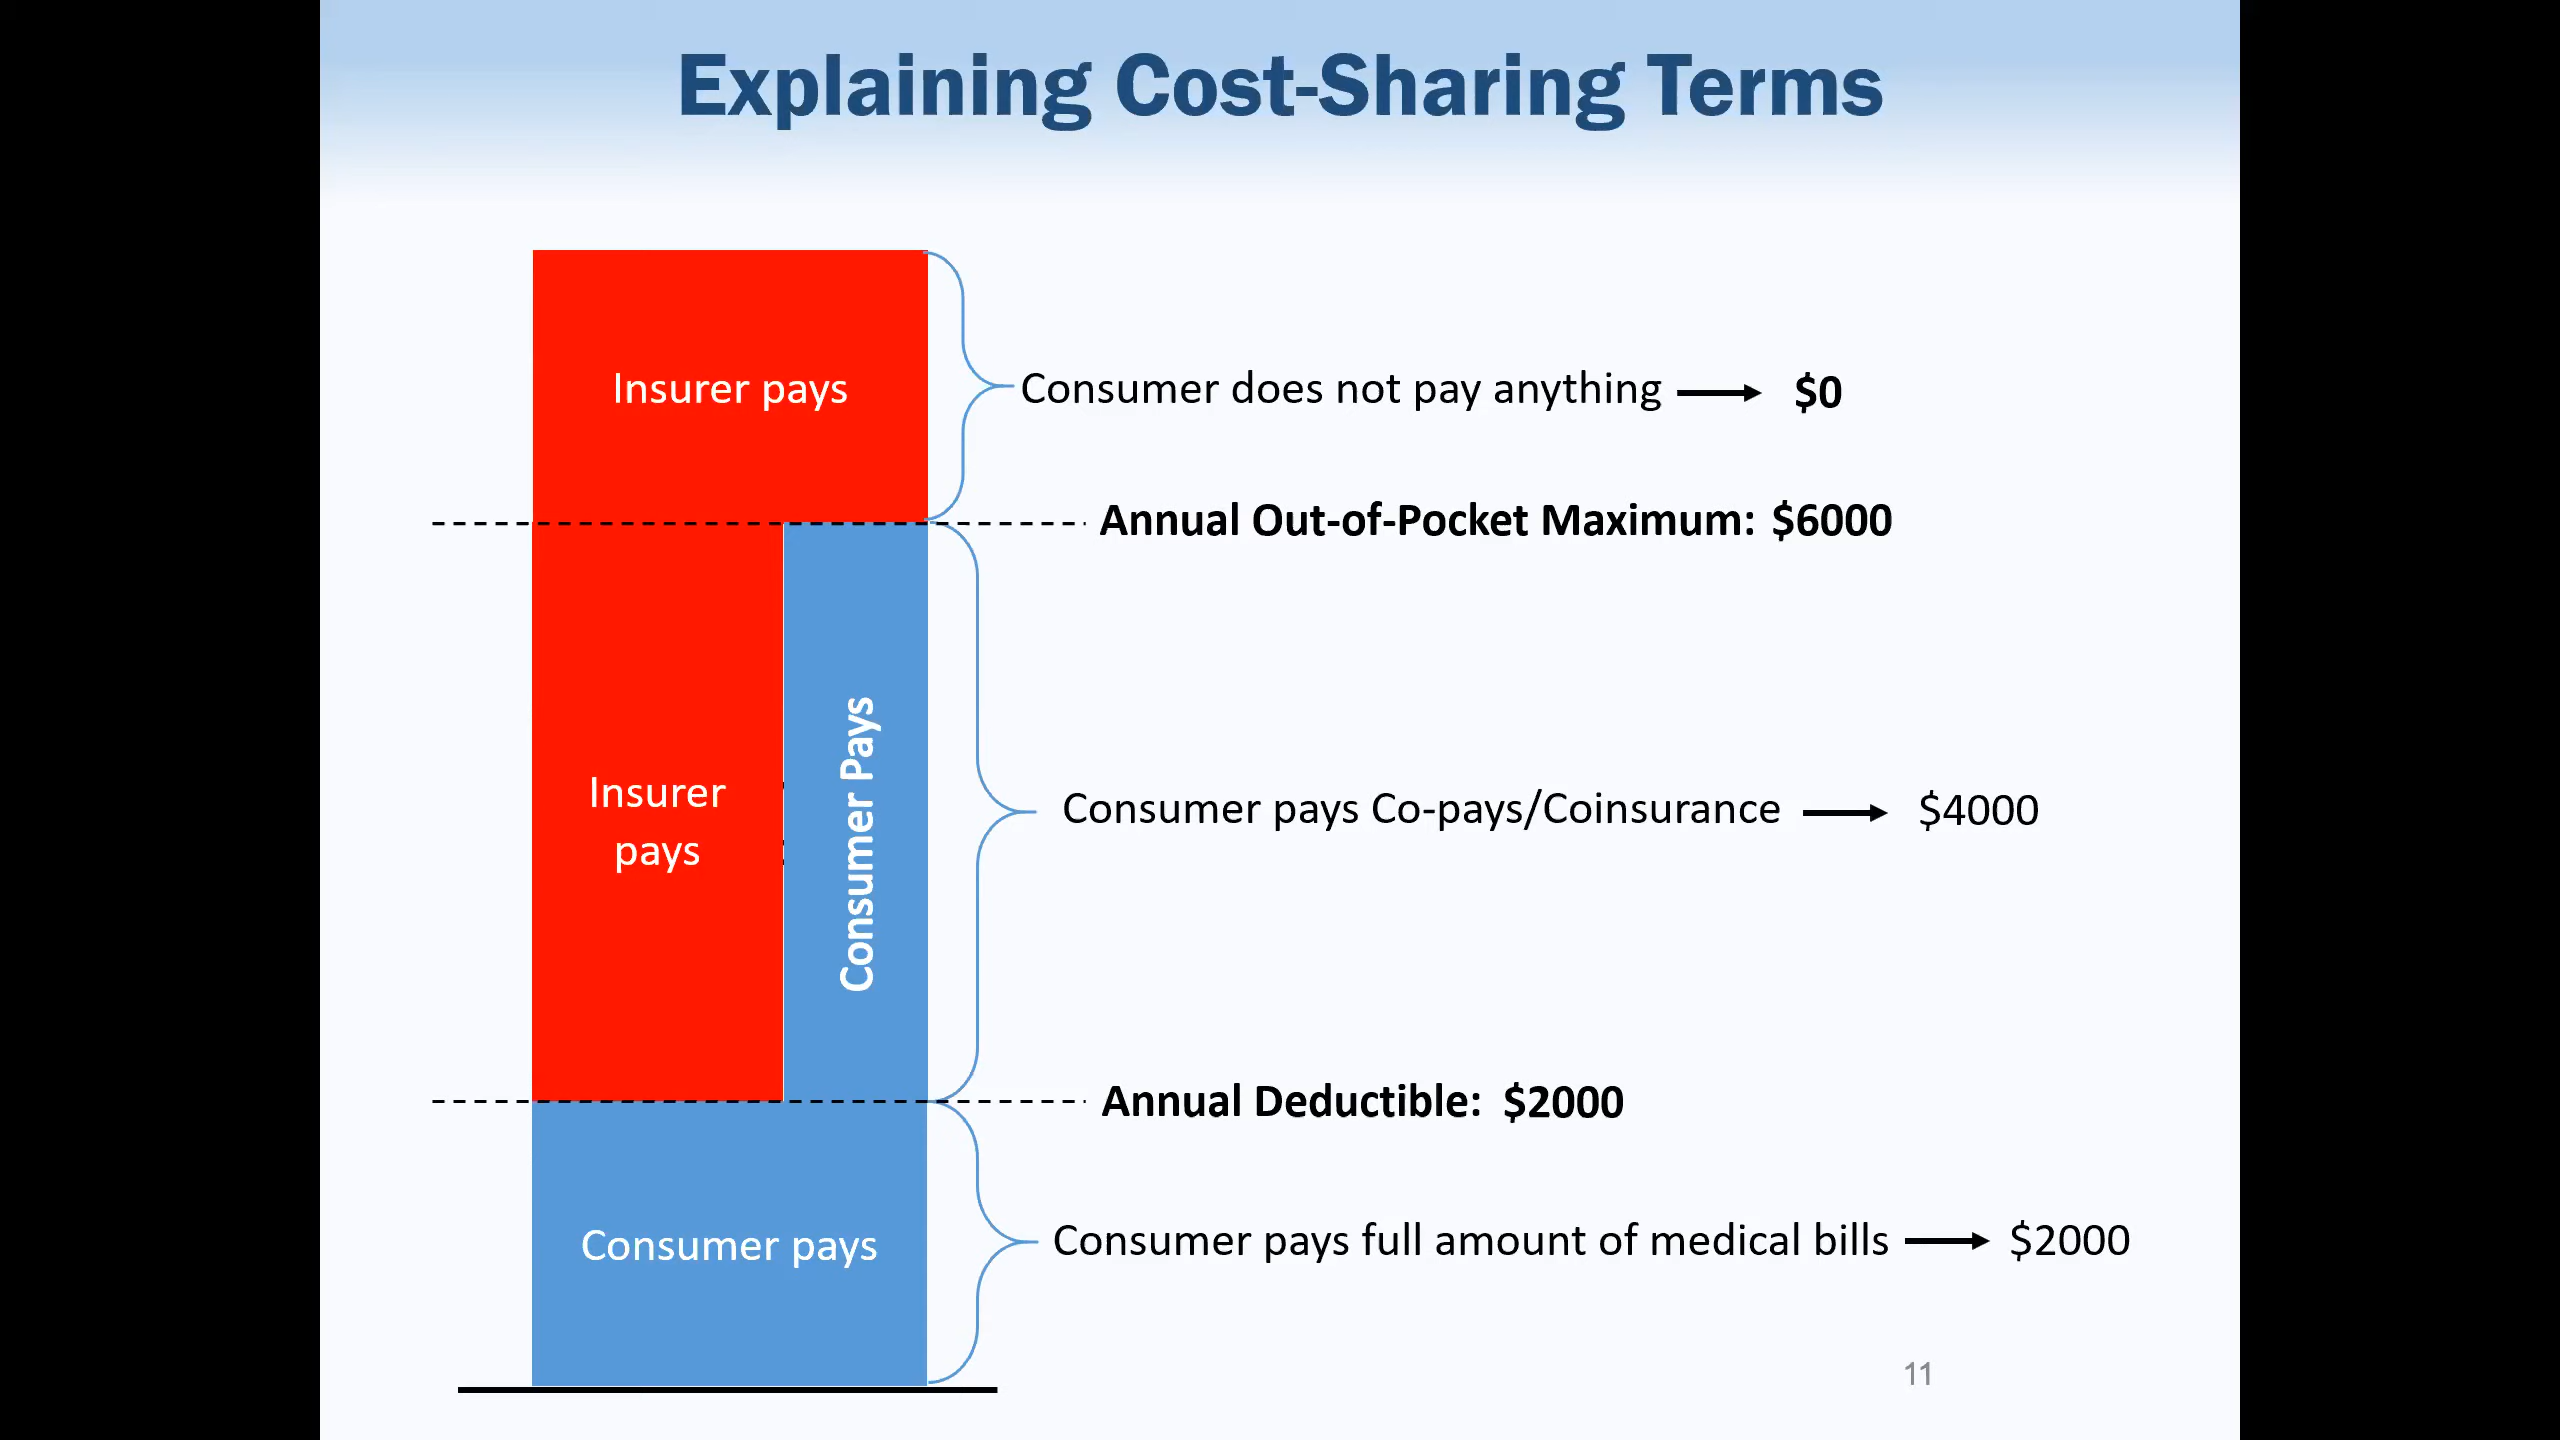 Explaining Cost-Sharing Terms
Insurer pays
Consumer does not pay anything
$0
Annual Out-of-Pocket Maximum: $6000
Insurer
pays
Consumer Pays
Consumer pays Co-pays/Coinsurance
$4000
Annual Deductible: $2000
Consumer pays
Consumer pays full amount of medical bills
$2000
11